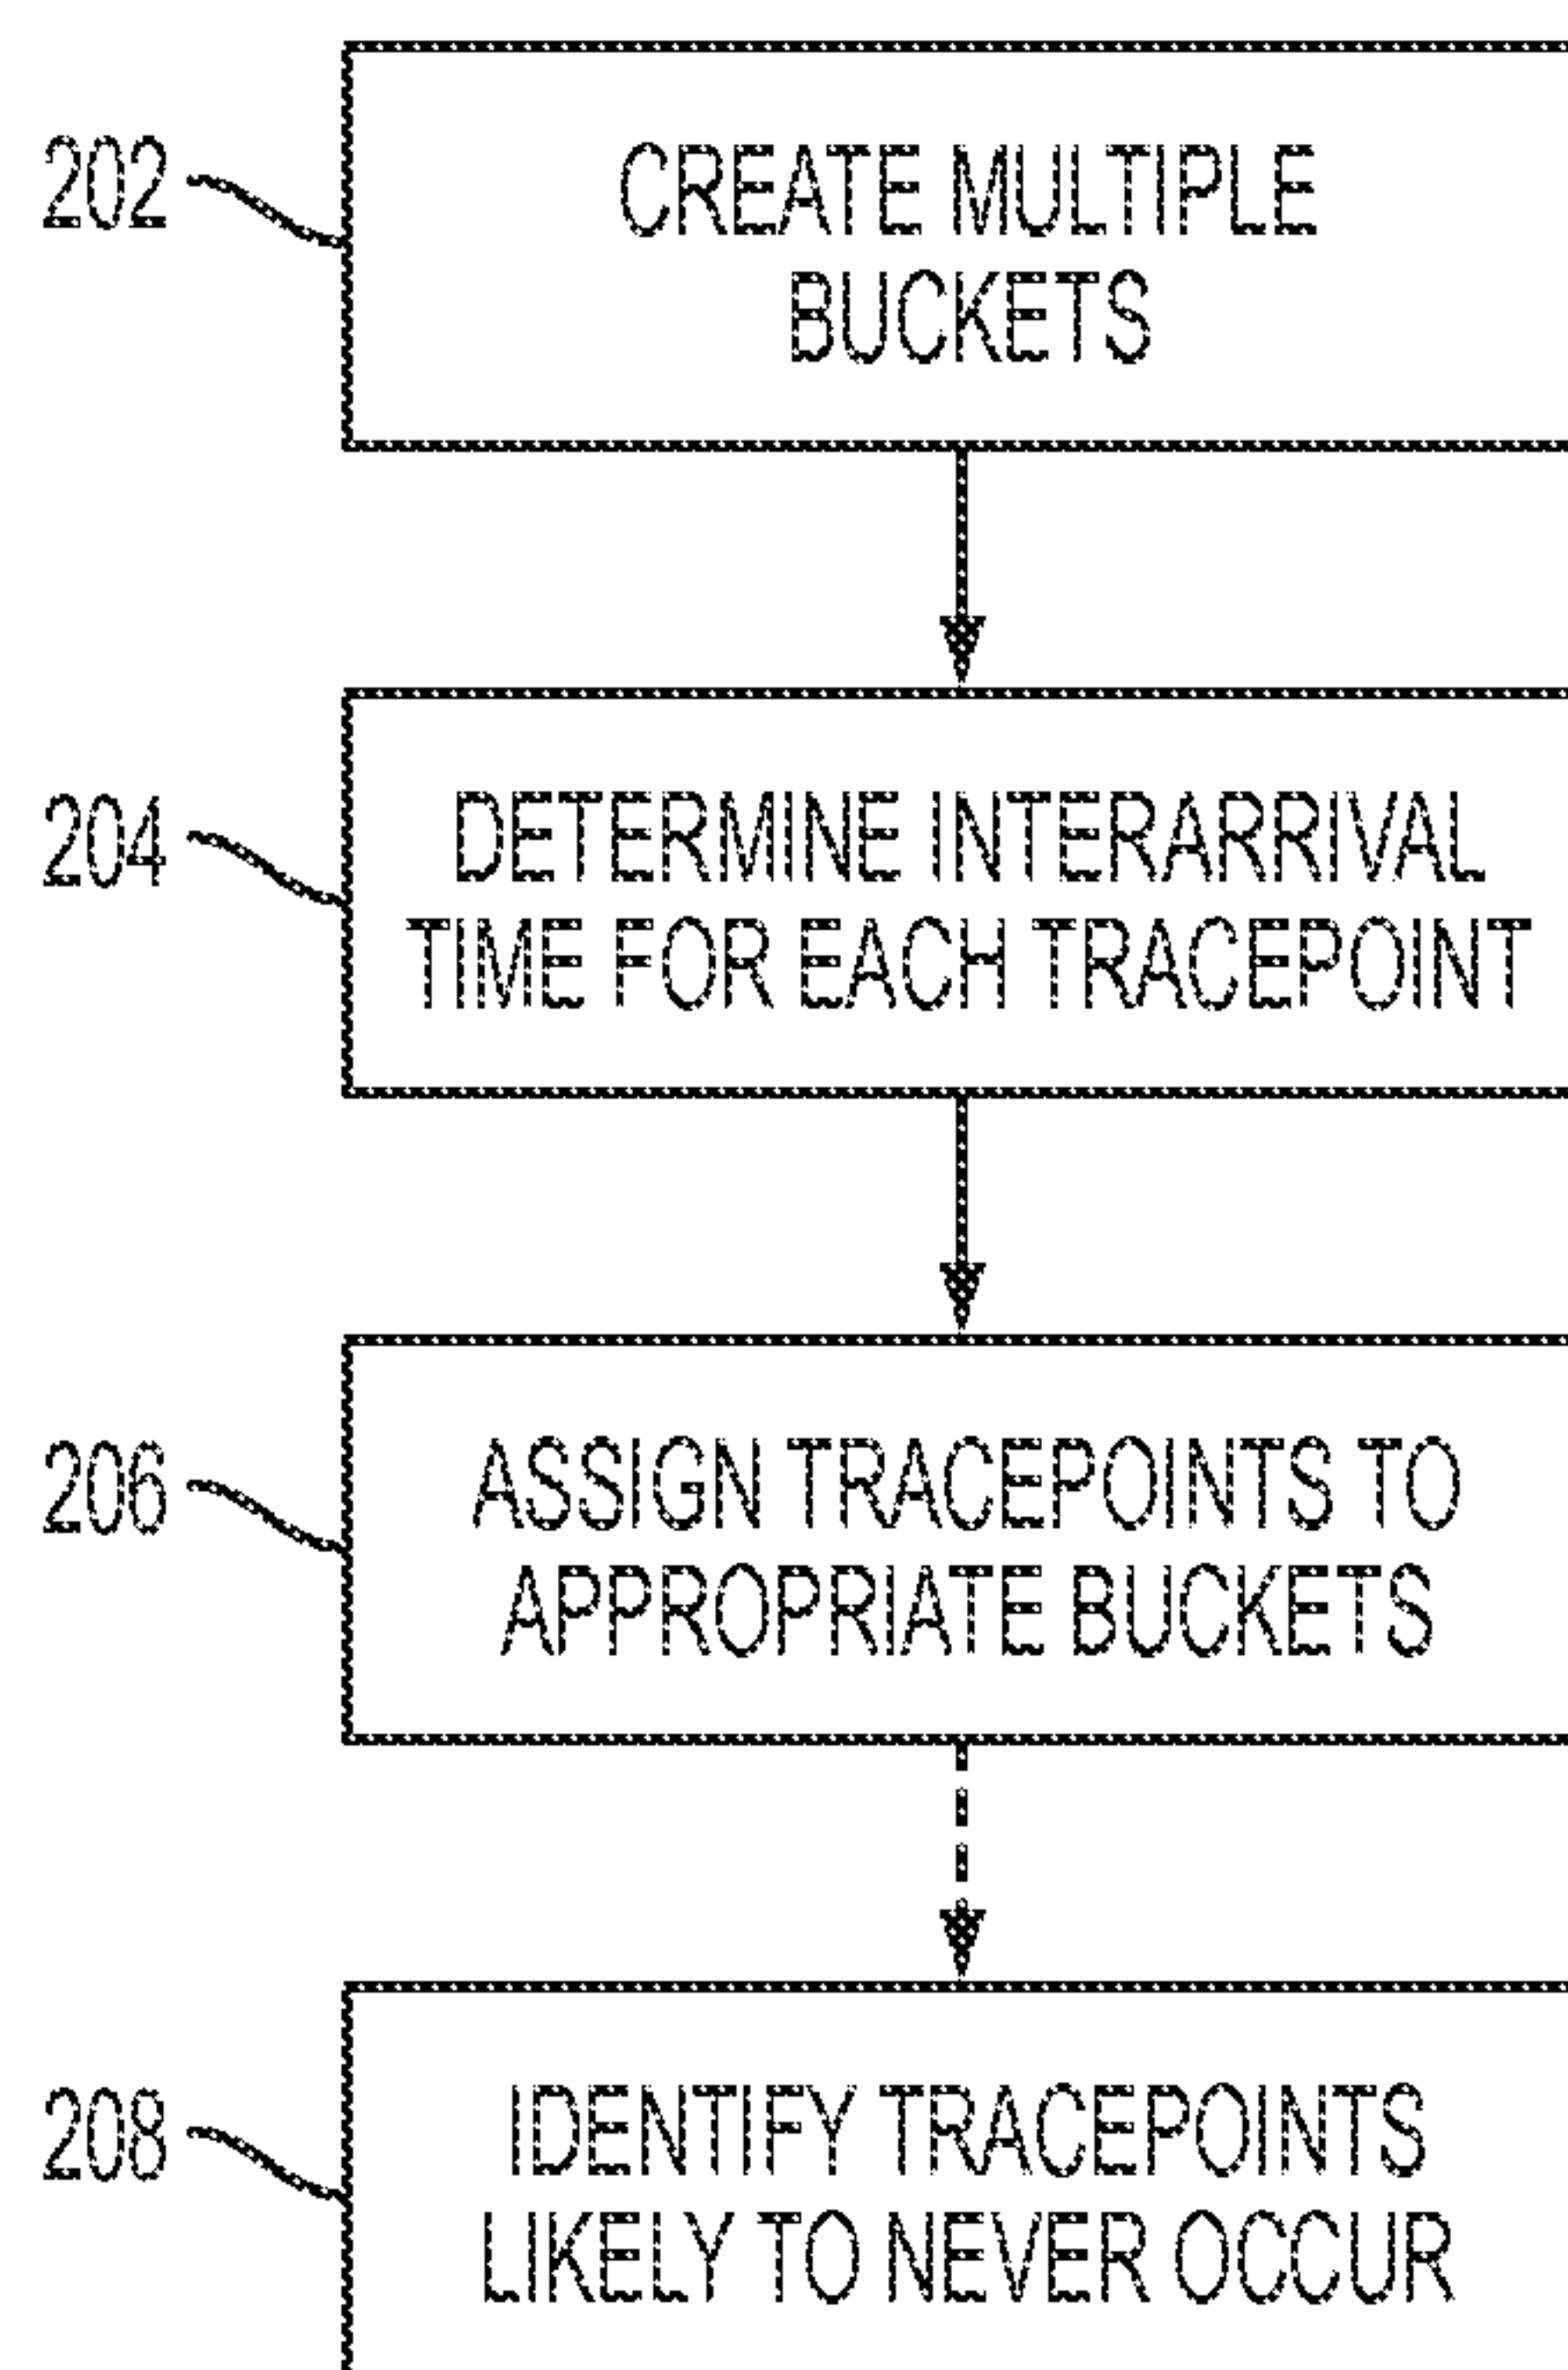 202
CREATE MULTIPLE
BUCKETS
204
DETERMINE INTERARRIVAL
TIME FOR EACH TRACEPOINT
206
ASSIGN TRACEPOINTS TO
APPROPRIATE BUCKETS
208
IDENTIFY TRACEPOINTS
LIKELY TO NEVER OCCUR